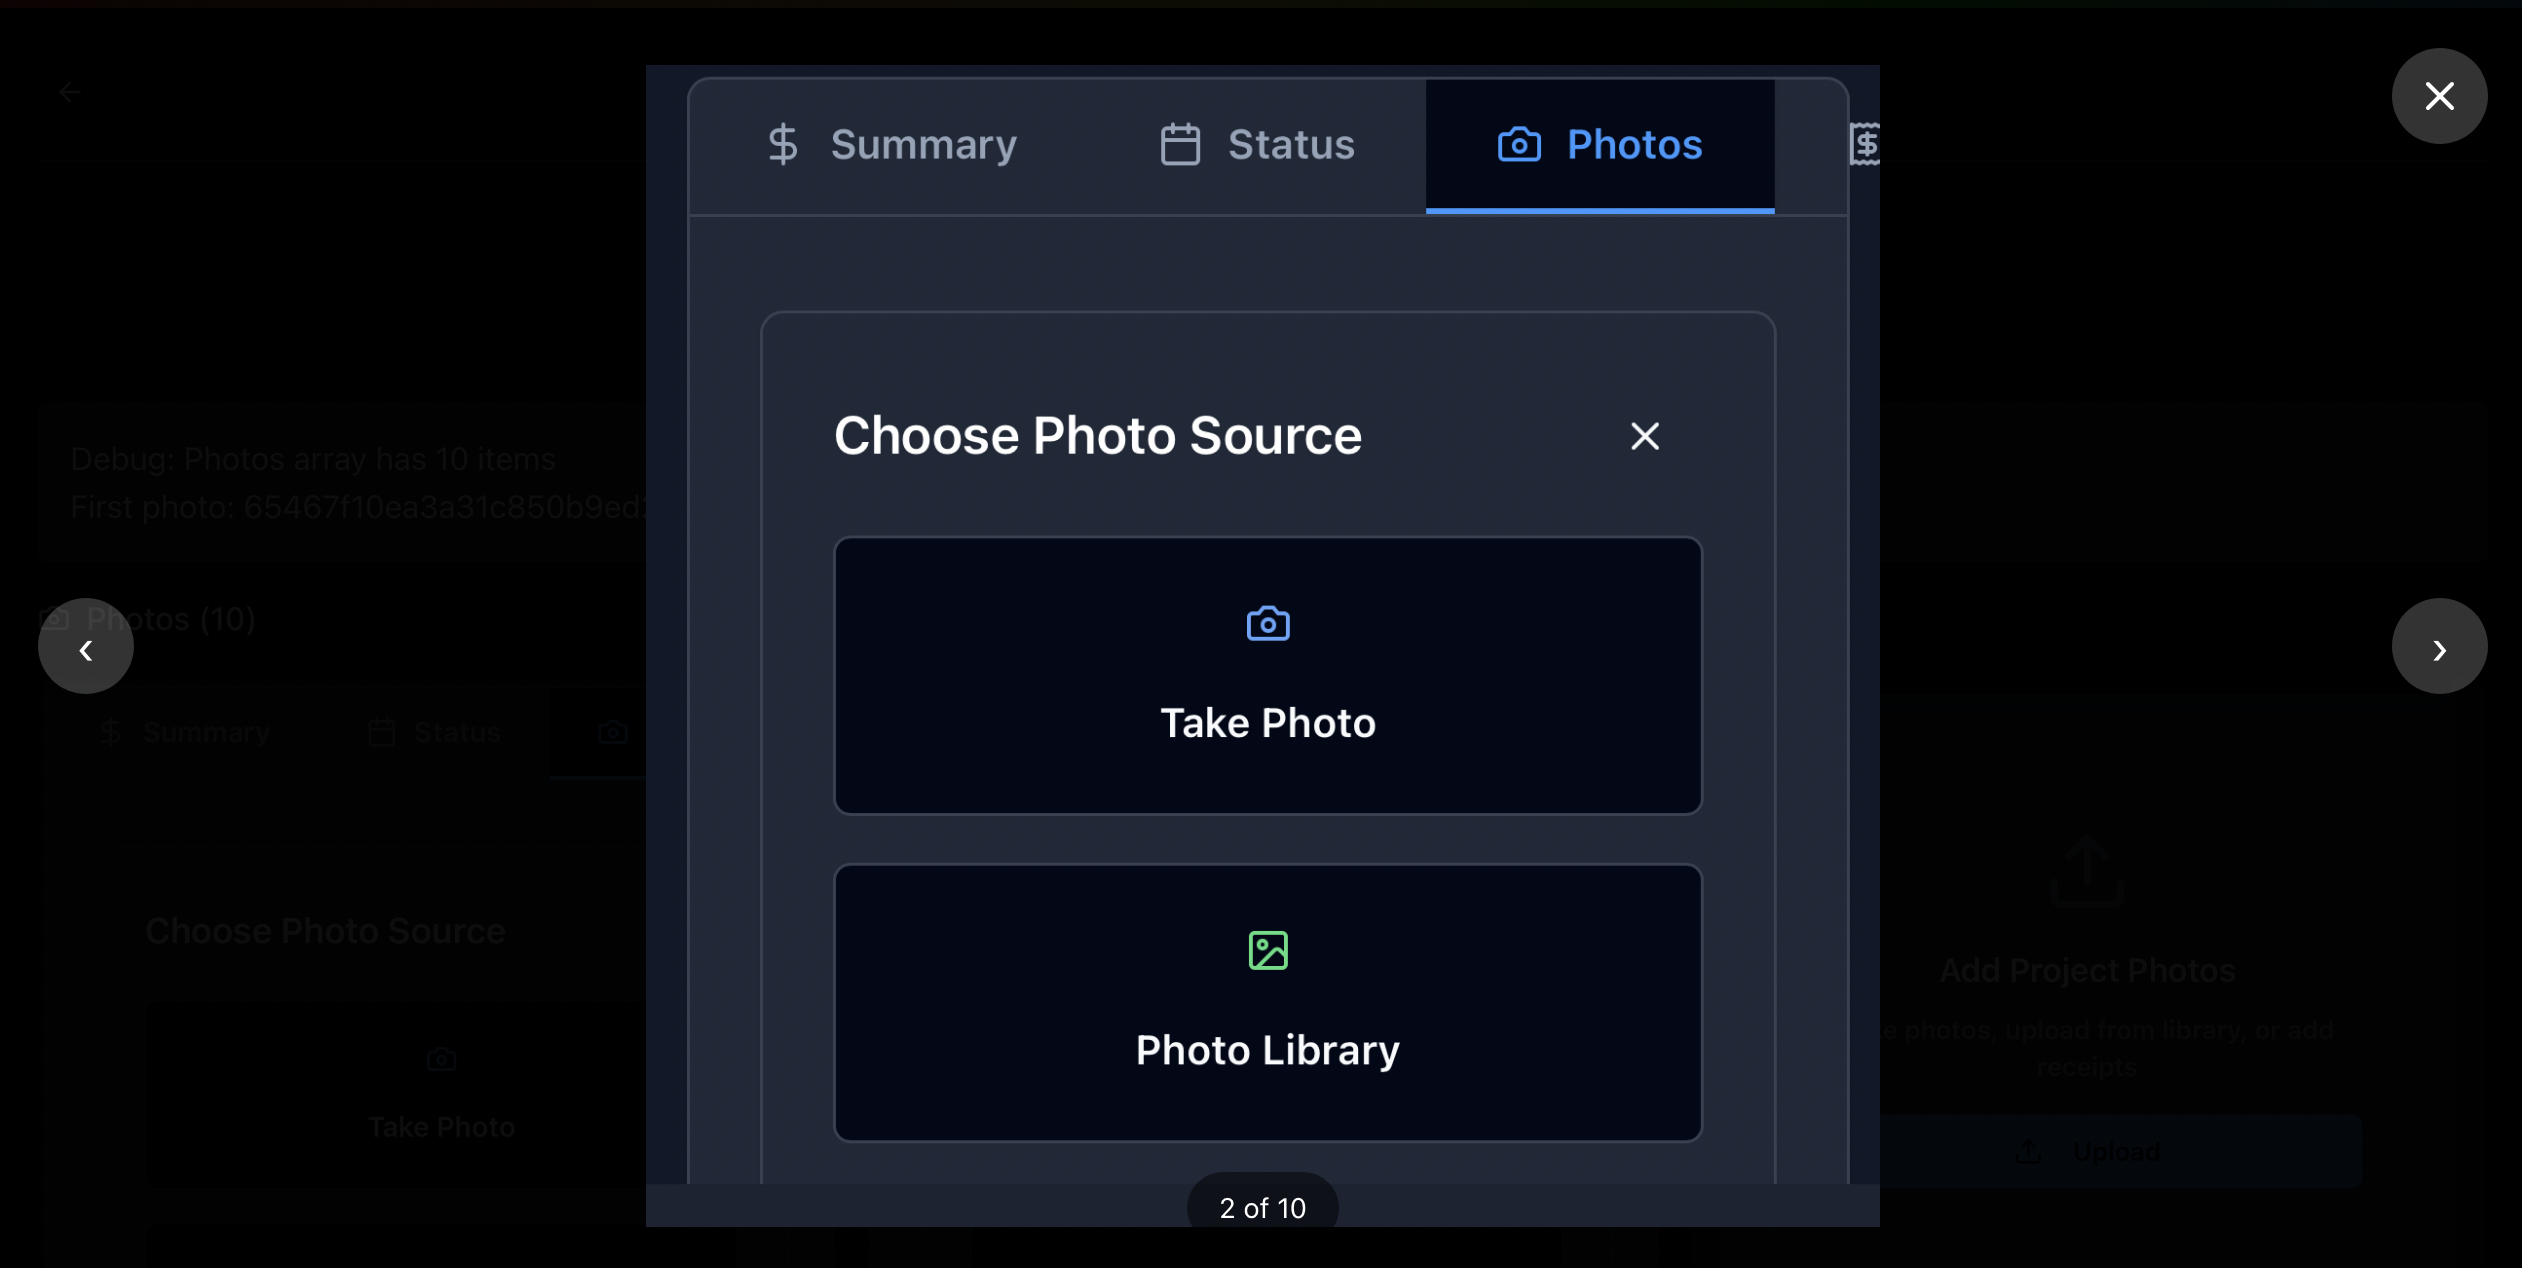 Summary Status Photos
Debug: Photos array has 10 items
First photo: 65467f10ea3a31c850b9ed
Photos (10)
Summary Status
Choose Photo Source
Take Photo
Choose Photo Source
Take Photo
Photo Library
2 of 10
Add Project Photos
photos, upload from library, or add
receipts
Upload